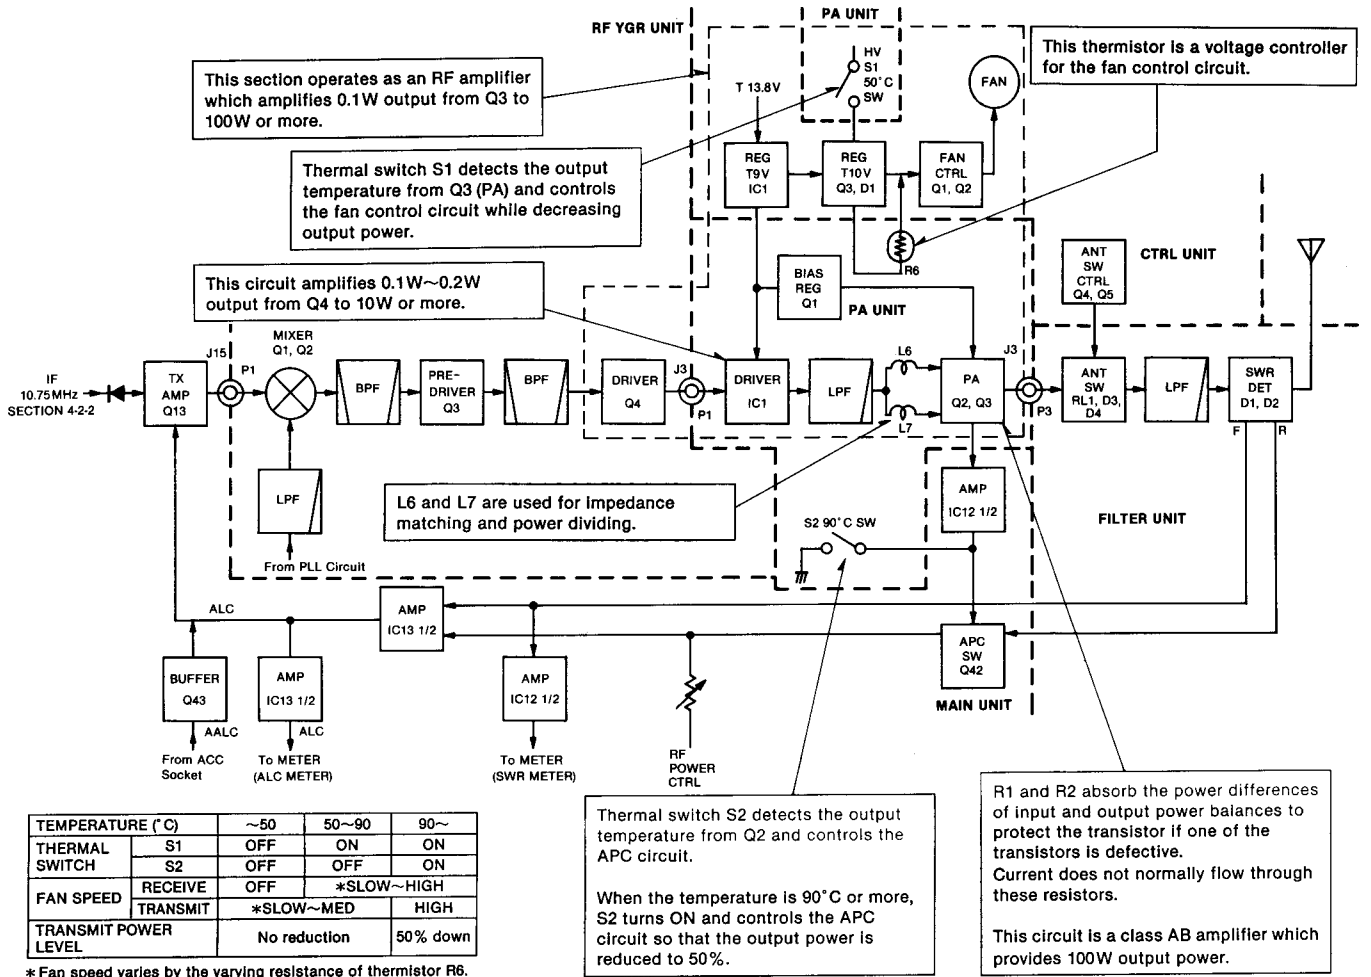 RF YGR UNIT
PA UNIT
This section operates as an RF amplifier
which amplifies 0.1W output from Q3 to
100W or more.
HV
S1
50°C
SW
T 13.8V
FAN
This thermistor is a voltage controller
for the fan control circuit.
Thermal switch S1 detects the output
temperature from Q3 (PA) and controls
the fan control circuit while decreasing
output power.
REG
T9V
IC1
REG
T10V
Q3, D1
FAN
CTRL
Q1, Q2
R6
This circuit amplifies 0.1W~0.2W
output from Q4 to 10W or more.
BIAS
REG
Q1
PA UNIT
ANT
SW
CTRL
Q4, Q5
CTRL UNIT
IF
10.75MHz
SECTION 4-2-2
TX
AMP
Q13
J15
P1
MIXER
Q1, Q2
BPF
PRE-
DRIVER
Q3
BPF
DRIVER
Q4
J3
P1
DRIVER
IC1
LPF
L6
L7
PA
Q2, Q3
J3
P3
ANT
SW
RL1, D3,
D4
LPF
SWR
DET
D1, D2
F
R
LPF
From PLL Circuit
L6 and L7 are used for impedance
matching and power dividing.
S2 90°C SW
AMP
IC12 1/2
FILTER UNIT
ALC
AMP
IC13 1/2
APC
SW
Q42
MAIN UNIT
BUFFER
Q43
AALC
From ACC
Socket
AMP
IC13 1/2
ALC
To METER
(ALC METER)
AMP
IC12 1/2
To METER
(SWR METER)
RF
POWER
CTRL
Thermal switch S2 detects the output
temperature from Q2 and controls the
APC circuit.
When the temperature is 90°C or more,
S2 turns ON and controls the APC
circuit so that the output power is
reduced to 50%.
R1 and R2 absorb the power differences
of input and output power balances to
protect the transistor if one of the
transistors is defective.
Current does not normally flow through
these resistors.
This circuit is a class AB amplifier which
provides 100W output power.
TEMPERATURE (°C) ~50 50~90 90~
THERMAL SWITCH S1 OFF ON ON
S2 OFF OFF ON
FAN SPEED RECEIVE OFF *SLOW~HIGH
TRANSMIT *SLOW~MED HIGH
TRANSMIT POWER LEVEL No reduction 50% down
* Fan speed varies by the varying resistance of thermistor R6.